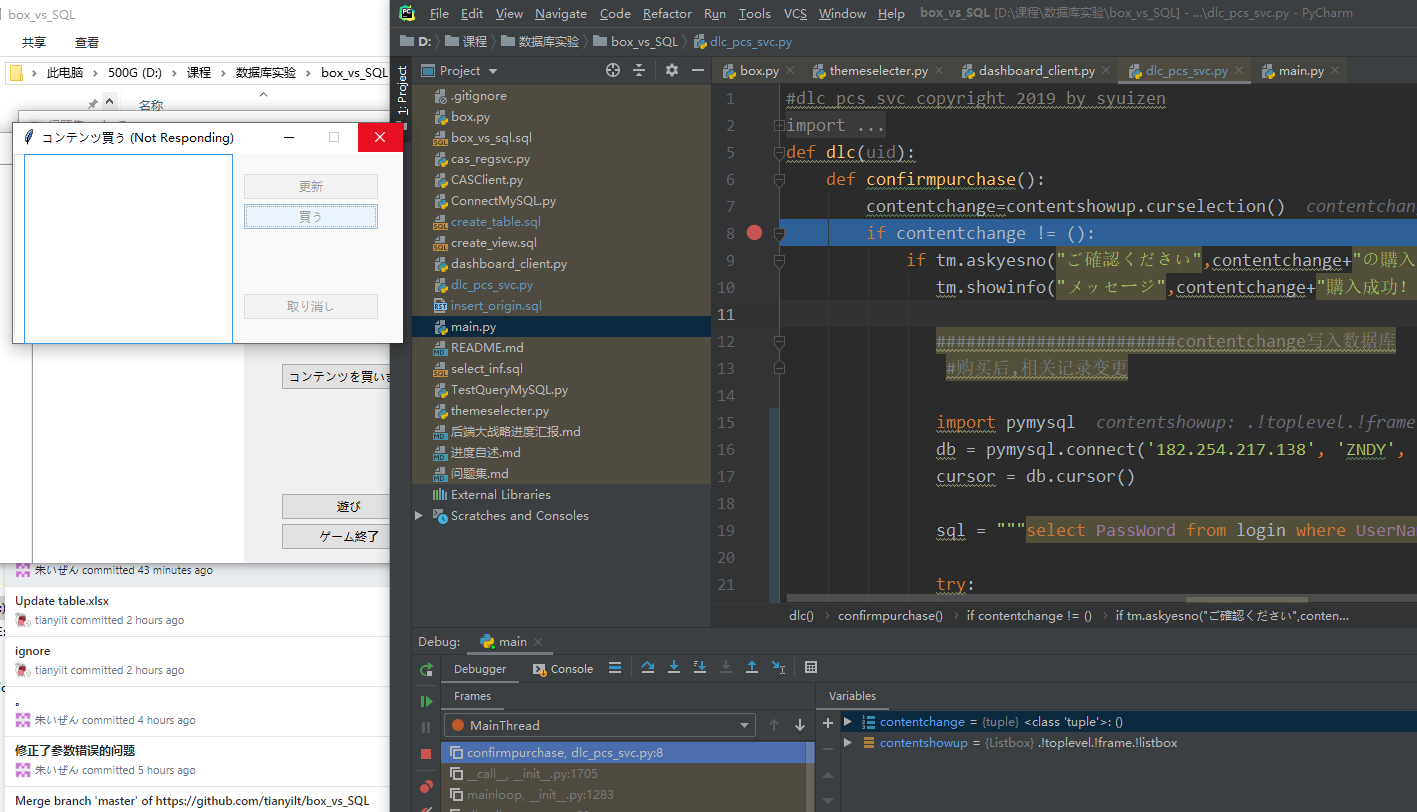 box_vs_SQL
共享 查看
此电脑 500G (D:) 课程 数据库实验 box_vs_SQL
名称
コンテンツ買う (Not Responding)
更新
買う
取り消し
コンテンツを買いま
遊び
ゲーム終了
朱いぜん committed 43 minutes ago
Update table.xlsx
tianyilt committed 2 hours ago
ignore
tianyilt committed 2 hours ago
。
朱いぜん committed 4 hours ago
修正了参数错误的问题
朱いぜん committed 5 hours ago
Merge branch 'master' of https://github.com/tianyilt/box_vs_SQL
File Edit View Navigate Code Refactor Run Tools VCS Window Help box_vs_SQL [D:\课程\数据库实验\box_vs_SQL] - ...\dlc_pcs_svc.py - PyCharm
D: 课程 数据库实验 box_vs_SQL dlc_pcs_svc.py
1: Project
Project
box.py themeselecter.py dashboard_client.py dlc_pcs_svc.py main.py
.gitignore
box.py
box_vs_sql.sql
cas_regsvc.py
CASClient.py
ConnectMySQL.py
create_table.sql
create_view.sql
dashboard_client.py
dlc_pcs_svc.py
insert_origin.sql
main.py
README.md
select_inf.sql
TestQueryMySQL.py
themeselecter.py
后端大战略进度汇报.md
进度自述.md
问题集.md
External Libraries
Scratches and Consoles
1 #dlc_pcs_svc copyright 2019 by syuizen
2 import ...
5 def dlc(uid):
6 def confirmpurchase():
7 contentchange=contentshowup.curselection() contentchan
8 if contentchange != ():
9 if tm.askyesno("ご確認ください",contentchange+"の購入
10 tm.showinfo("メッセージ",contentchange+"購入成功!
11
12 ########################contentchange写入数据库
13 #购买后,相关记录变更
14
15 import pymysql contentshowup: .!toplevel.!frame
16 db = pymysql.connect('182.254.217.138', 'ZNDY',
17 cursor = db.cursor()
18
19 sql = """select PassWord from login where UserNa
20
21 try:
dlc() confirmpurchase() if contentchange != () if tm.askyesno("ご確認ください",conten...
Debug: main
Debugger Console
Frames
Variables
MainThread
confirmpurchase, dlc_pcs_svc.py:8
__call__, __init__.py:1705
mainloop, __init__.py:1283
contentchange = {tuple} <class 'tuple'>: ()
contentshowup = {Listbox} .!toplevel.!frame.!listbox